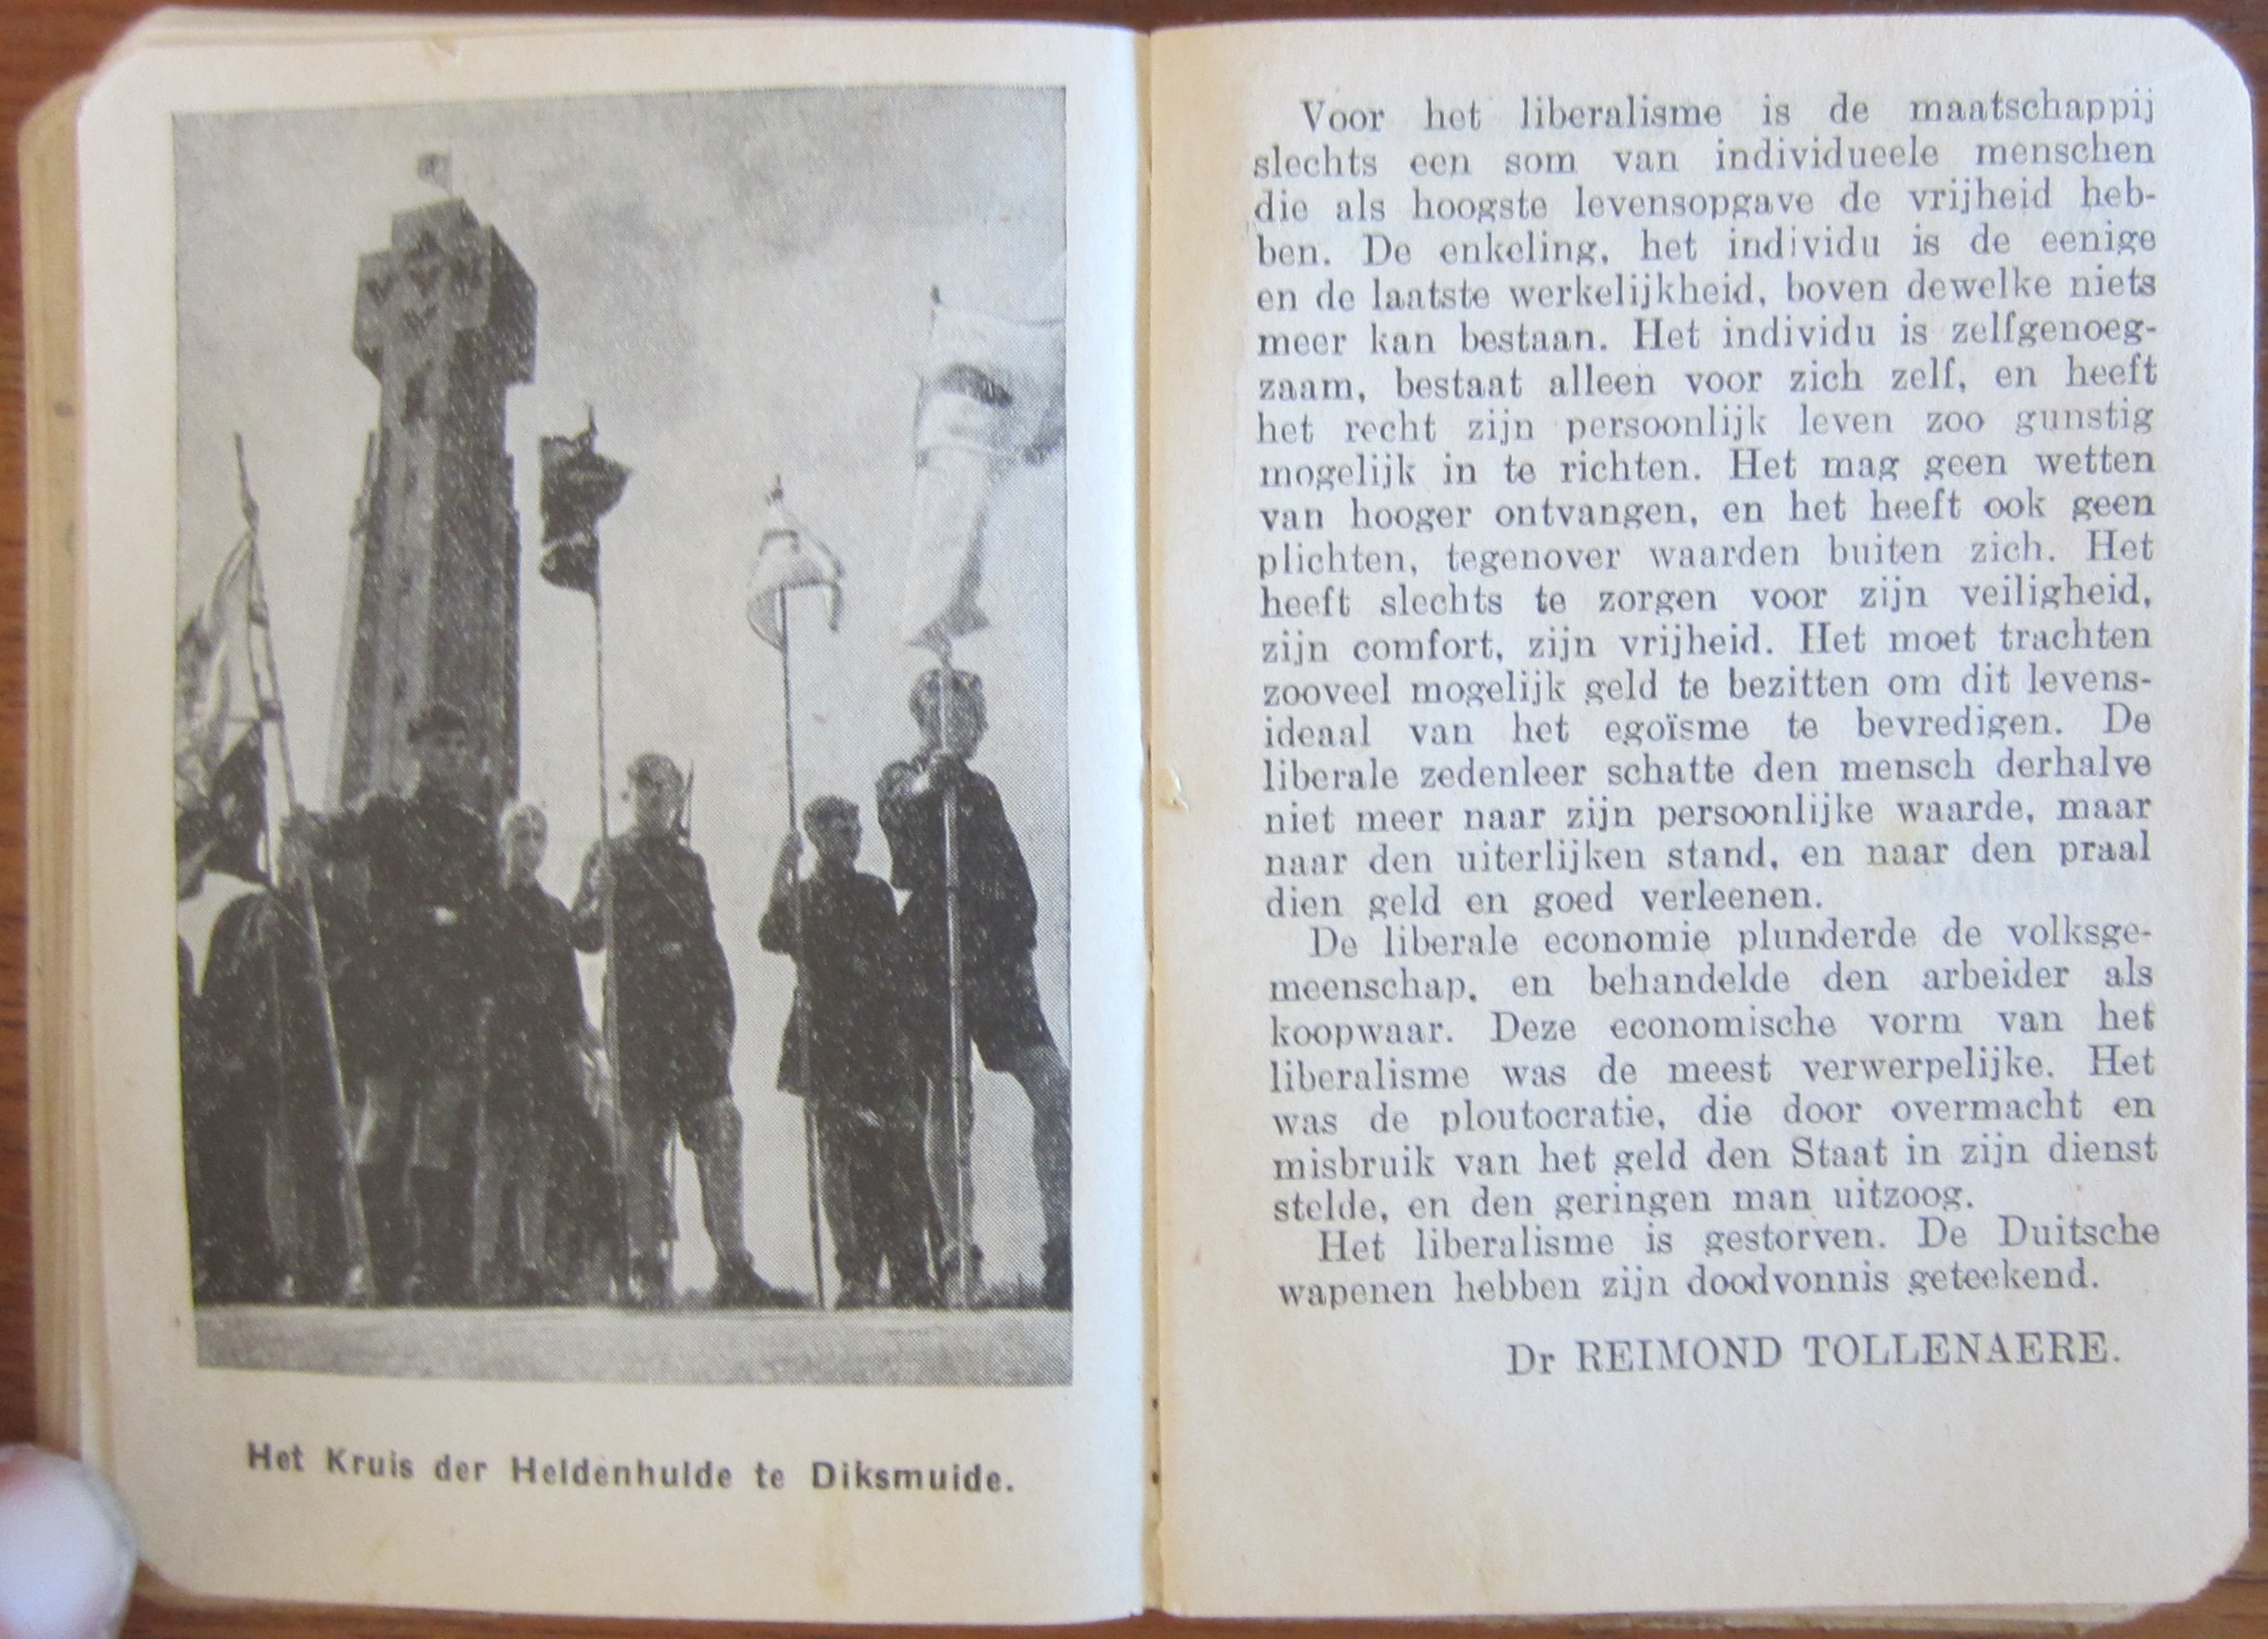 Het Kruis der Heldenhulde te Diksmuide.
Voor het liberalisme is de maatschappij
slechts een som van individueele menschen
die als hoogste levensopgave de vrijheid heb-
ben. De enkeling, het individu is de eenige
en de laatste werkelijkheid, boven dewelke niets
meer kan bestaan. Het individu is zelfgenoeg-
zaam, bestaat alleen voor zich zelf, en heeft
het recht zijn persoonlijk leven zoo gunstig
mogelijk in te richten. Het mag geen wetten
van hooger ontvangen, en het heeft ook geen
plichten, tegenover waarden buiten zich. Het
heeft slechts te zorgen voor zijn veiligheid,
zijn comfort, zijn vrijheid. Het moet trachten
zooveel mogelijk geld te bezitten om dit levens-
ideaal van het egoïsme te bevredigen. De
liberale zedenleer schatte den mensch derhalve
niet meer naar zijn persoonlijke waarde, maar
naar den uiterlijken stand, en naar den praal
dien geld en goed verleenen.
De liberale economie plunderde de volksge-
meenschap, en behandelde den arbeider als
koopwaar. Deze economische vorm van het
liberalisme was de meest verwerpelijke. Het
was de ploutocratie, die door overmacht en
misbruik van het geld den Staat in zijn dienst
stelde, en den geringen man uitzoog.
Het liberalisme is gestorven. De Duitsche
wapenen hebben zijn doodvonnis geteekend.
Dr REIMOND TOLLENAERE.